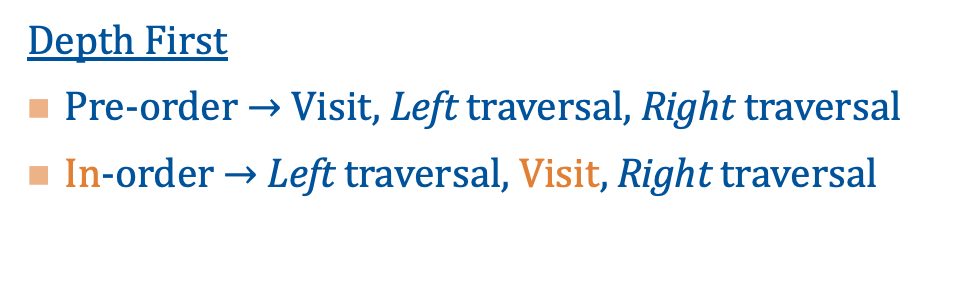 Depth First
■ Pre-order → Visit, Left traversal, Right traversal
■ In-order → Left traversal, Visit, Right traversal